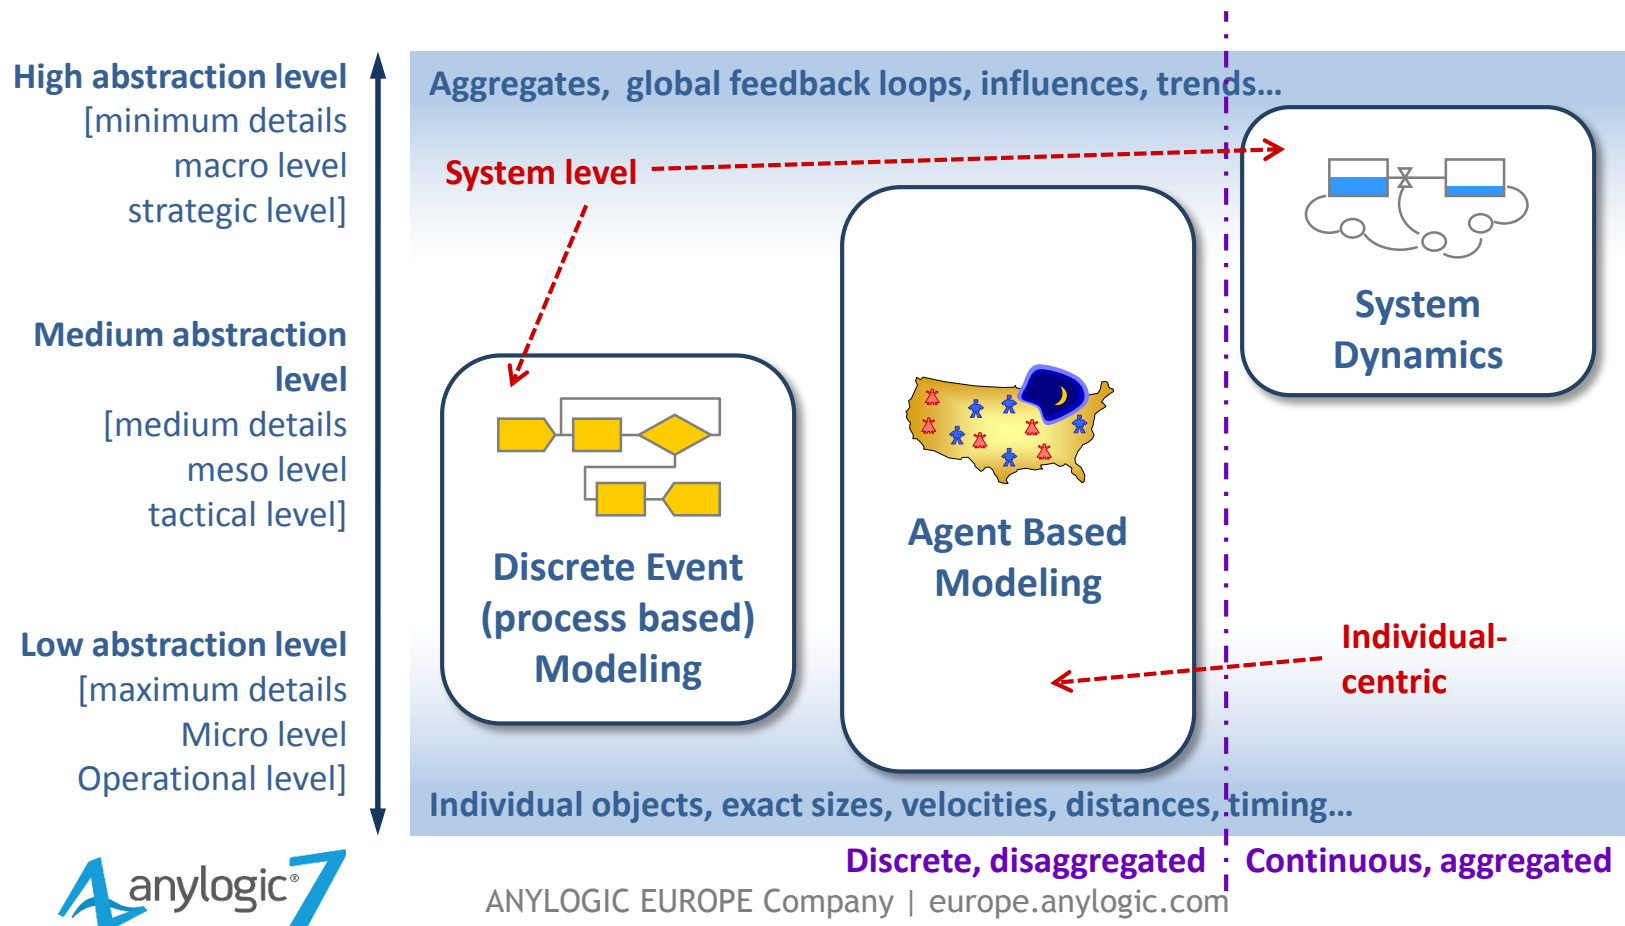 High abstraction level
[minimum details
macro level
strategic level]
Medium abstraction
level
[medium details
meso level
tactical level]
Low abstraction level
[maximum details
Micro level
Operational level]
Aggregates, global feedback loops, influences, trends...
System level
System
Dynamics
Discrete Event
(process based)
Modeling
Agent Based
Modeling
Individual-
centric
Individual objects, exact sizes, velocities, distances, timing...
Discrete, disaggregated
Continuous, aggregated
anylogic® 7
ANYLOGIC EUROPE Company | europe.anylogic.com